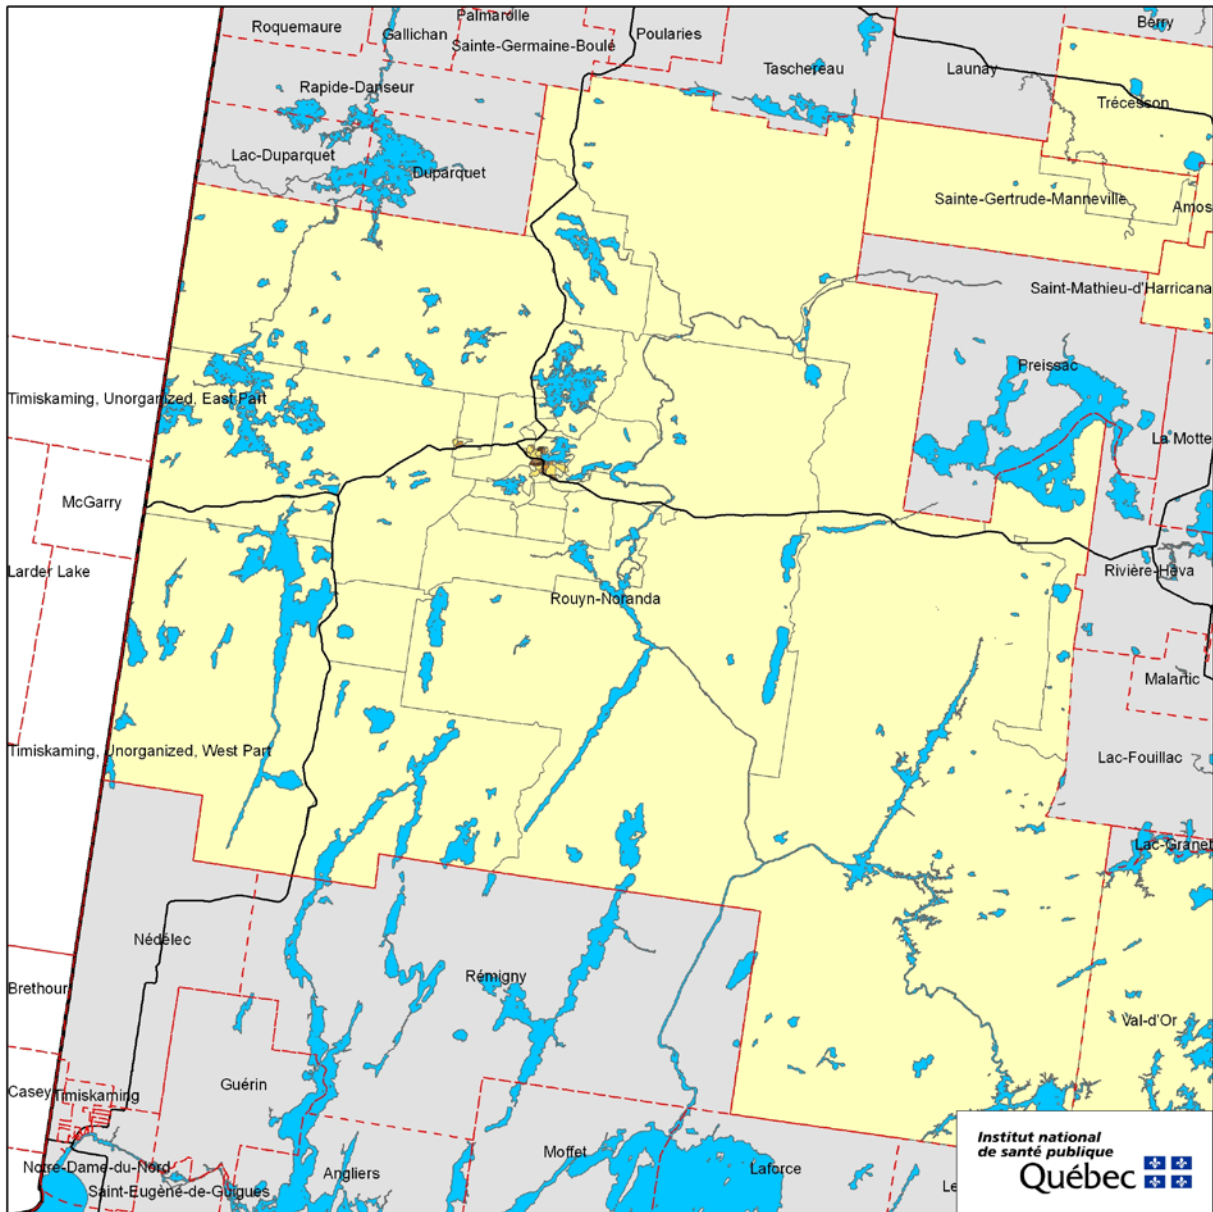 Palmarolle
Roquemaure
Gallichan
Poularies
Berry
Sainte-Germaine-Boulé
Taschereau
Launay
Rapide-Danseur
Trécesson
Lac-Duparquet
Duparquet
Sainte-Gertrude-Manneville
Amos
Saint-Mathieu-d'Harricana
Preissac
Timiskaming, Unorganized, East Part
La Motte
McGarry
Larder Lake
Rivière-Héva
Rouyn-Noranda
Malartic
Timiskaming, Unorganized, West Part
Lac-Fouillac
Lac-Granet
Nédélec
Rémigny
Brethour
Val-d'Or
Guérin
Casey
Timiskaming
Institut national
de santé publique
Québec
Moffet
Notre-Dame-du-Nord
Angliers
Laforce
Saint-Eugène-de-Guigues
Le